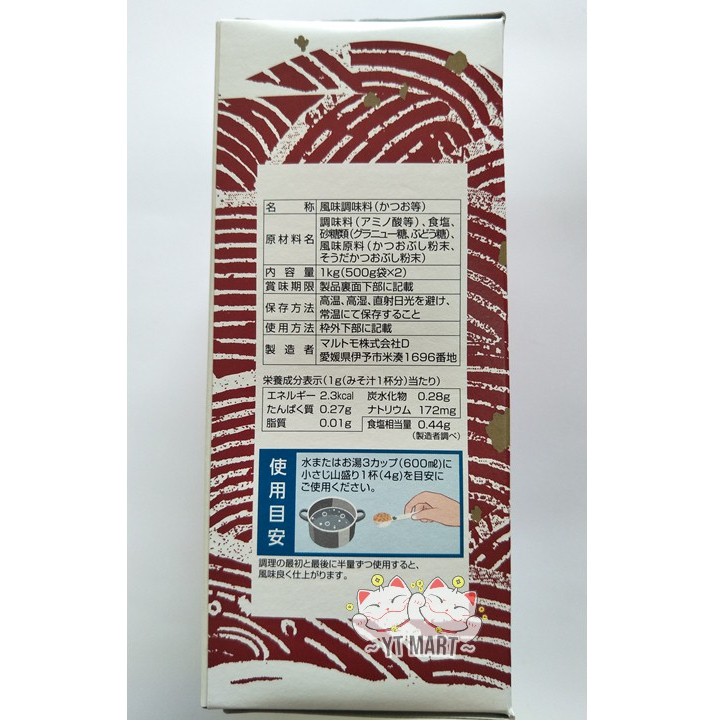 名 称 風味調味料(かつお等)
原材料名 調味料(アミノ酸等)、食塩、
砂糖類(グラニュー糖、ぶどう糖)、
風味原料(かつおぶし粉末、
そうだかつおぶし粉末)
内 容 量 1kg(500g袋×2)
賞味期限 製品裏面下部に記載
保存方法 高温、高湿、直射日光を避け、
常温にて保存すること
使用方法 枠外下部に記載
製 造 者 マルトモ株式会社D
愛媛県伊予市米湊1696番地
栄養成分表示(1g(みそ汁1杯分)当たり)
エネルギー 2.3kcal 炭水化物 0.28g
たんぱく質 0.27g ナトリウム 172mg
脂質 0.01g 食塩相当量 0.44g
(製造者調べ)
使用目安
水またはお湯3カップ(600ml)に
小さじ山盛り1杯(4g)を目安に
ご使用ください。
調理の最初と最後に半量ずつ使用すると、
風味良く仕上がります。
~YT MART~